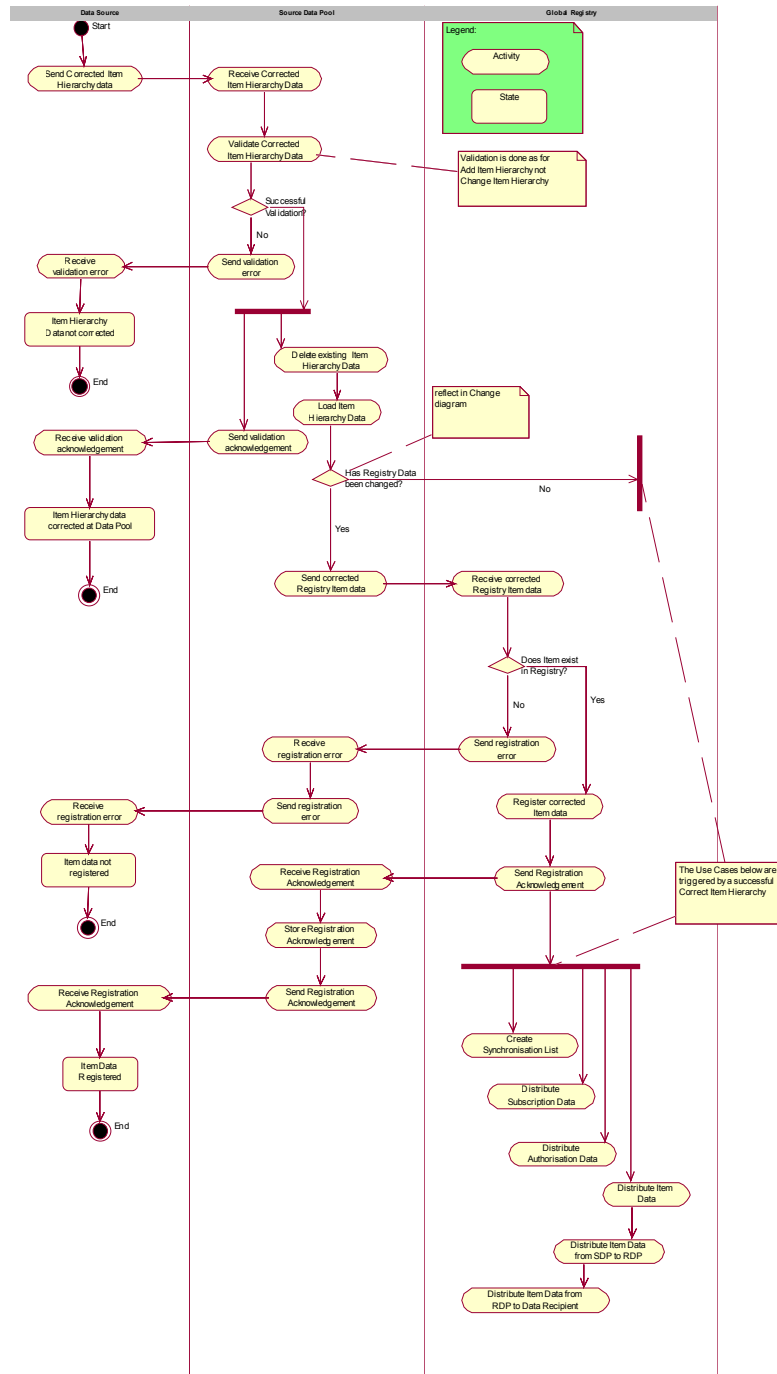 Data Source
Source Data Pool
Global Registry
Start
Legend:
Activity
State
Send Corrected Item
Hierarchy data
Receive Corrected
Item Hierarchy Data
Validate Corrected
Item Hierarchy Data
Validation is done as for
Add Item Hierarchy not
Change Item Hierarchy
Successful
Validation?
No
Receive
validation error
Send validation
error
Item Hierarchy
Data not corrected
End
Delete existing Item
Hierarchy Data
Load Item
Hierarchy Data
reflect in Change
diagram
Receive validation
acknowledgement
Send validation
acknowledgement
Has Registry Data
been changed?
No
Item Hierarchy data
corrected at Data Pool
Yes
End
Send corrected
Registry Item data
Receive corrected
Registry Item data
Does Item exist
in Registry?
No
Yes
Receive
registration error
Send registration
error
Receive
registration error
Send registration
error
Register corrected
Item data
Item data not
registered
End
Receive Registration
Acknowledgement
Send Registration
Acknowledgement
The Use Cases below are
triggered by a successful
Correct Item Hierarchy
Store Registration
Acknowledgement
Receive Registration
Acknowledgement
Send Registration
Acknowledgement
Item Data
Registered
End
Create
Synchronisation List
Distribute
Subscription Data
Distribute
Authorisation Data
Distribute Item
Data
Distribute Item Data
from SDP to RDP
Distribute Item Data from
RDP to Data Recipient